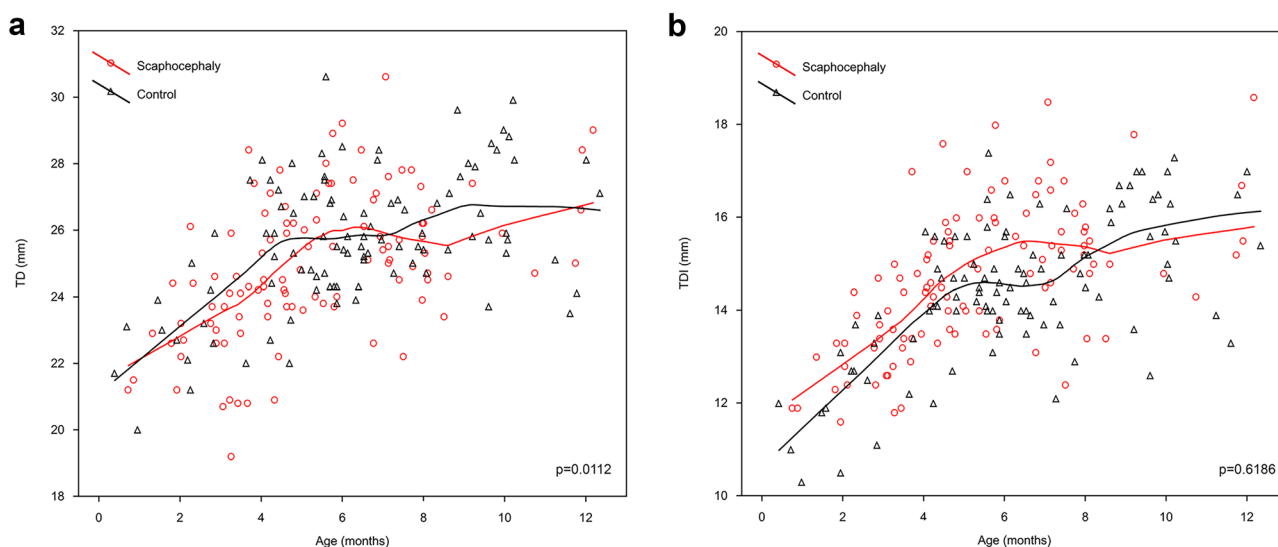 a
32
30
28
26
24
22
20
18
TD (mm)
Scaphocephaly
Control
p=0.0112
0 2 4 6 8 10 12
Age (months)
b
20
18
16
14
12
10
TDI (mm)
Scaphocephaly
Control
p=0.6186
0 2 4 6 8 10 12
Age (months)